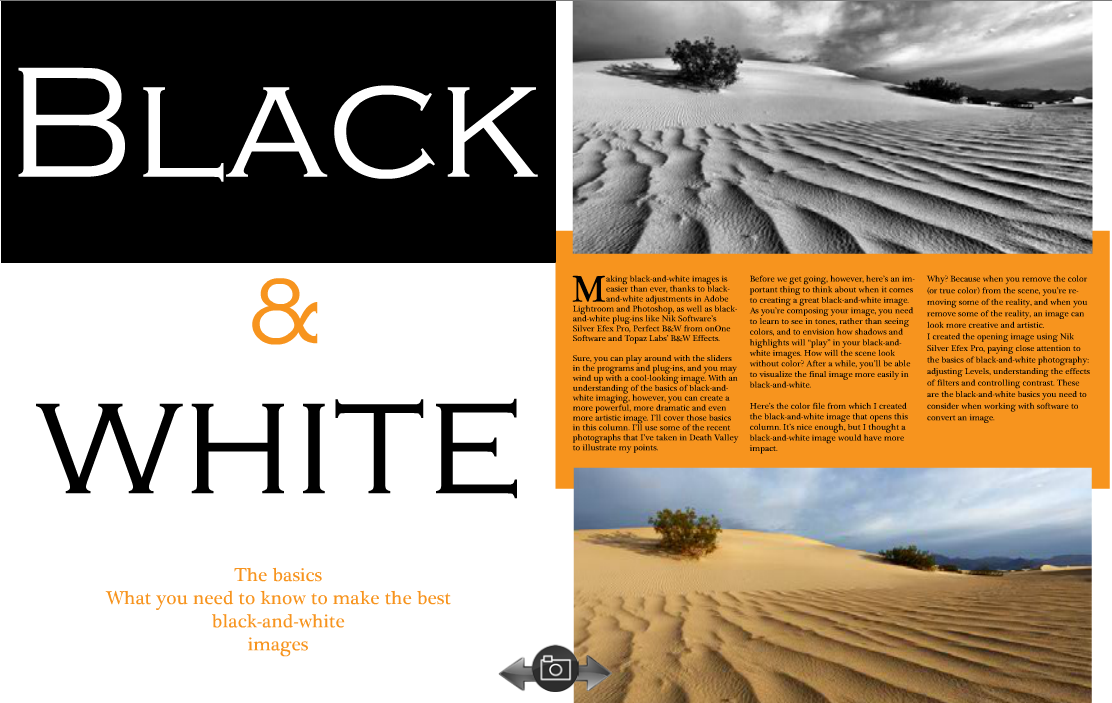 BLACK
&
WHITE
The basics
What you need to know to make the best
black-and-white
images
Making black-and-white images is
easier than ever, thanks to black-
and-white adjustments in Adobe
Lightroom and Photoshop, as well as black-
and-white plug-ins like Nik Software's
Silver Efex Pro, Perfect B&W from onOne
Software and Topaz Labs' B&W Effects.
Sure, you can play around with the sliders
in the programs and plug-ins, and you may
wind up with a cool-looking image. With an
understanding of the basics of black-and-
white imaging, however, you can create a
more powerful, more dramatic and even
more artistic image. I'll cover those basics
in this column. I'll use some of the recent
photographs that I've taken in Death Valley
to illustrate my points.
Before we get going, however, here's an im-
portant thing to think about when it comes
to creating a great black-and-white image.
As you're composing your image, you need
to learn to see in tones, rather than seeing
colors, and to envision how shadows and
highlights will "play" in your black-and-
white images. How will the scene look
without color? After a while, you'll be able
to visualize the final image more easily in
black-and-white.
Here's the color file from which I created
the black-and-white image that opens this
column. It's nice enough, but I thought a
black-and-white image would have more
impact.
Why? Because when you remove the color
(or true color) from the scene, you're re-
moving some of the reality, and when you
remove some of the reality, an image can
look more creative and artistic.
I created the opening image using Nik
Silver Efex Pro, paying close attention to
the basics of black-and-white photography:
adjusting Levels, understanding the effects
of filters and controlling contrast. These
are the black-and-white basics you need to
consider when working with software to
convert an image.